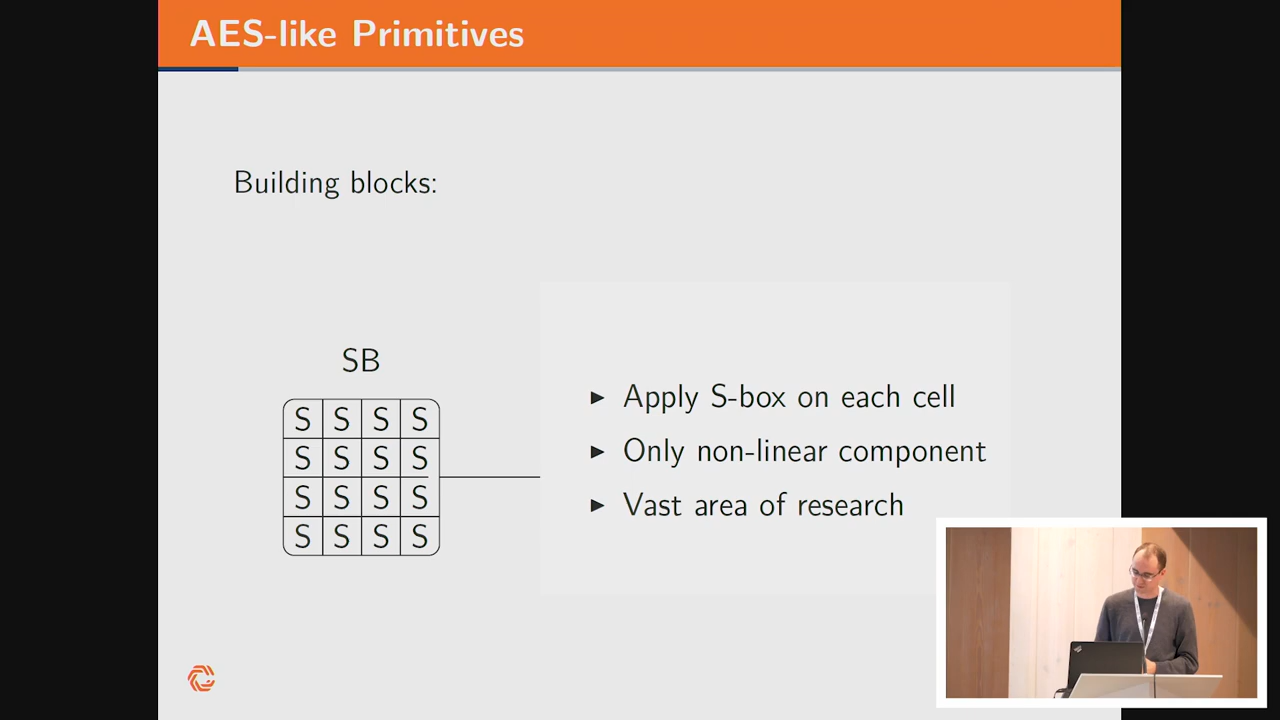 AES-like Primitives
Building blocks:
SB
S S S S
S S S S
S S S S
S S S S
► Apply S-box on each cell
► Only non-linear component
► Vast area of research